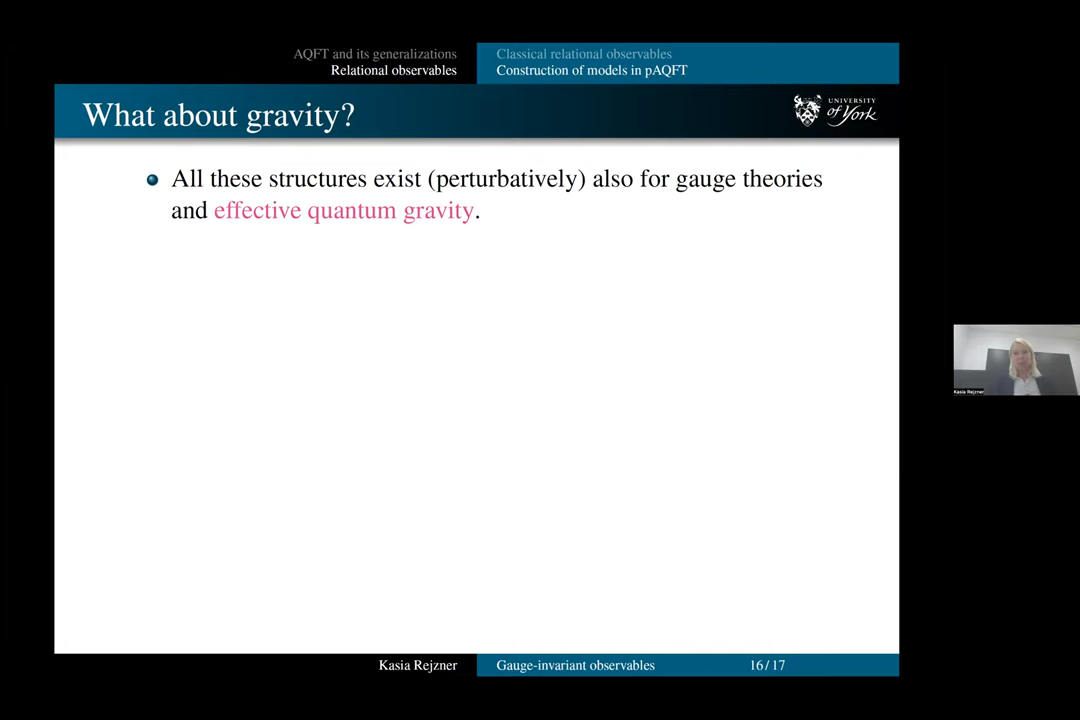 AQFT and its generalizations
Relational observables
Classical relational observables
Construction of models in pAQFT
What about gravity?
UNIVERSITY
of York
All these structures exist (perturbatively) also for gauge theories
and effective quantum gravity.
Kasia Rejzner
Kasia Rejzner
Gauge-invariant observables
16 / 17